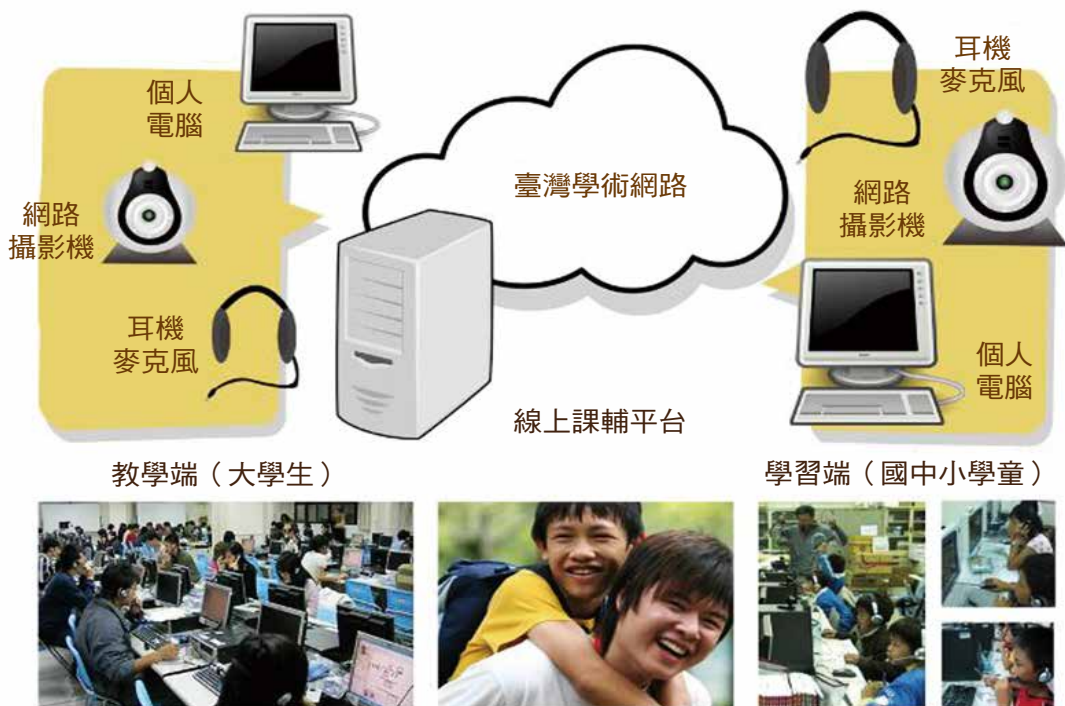 個人
電腦
網路
攝影機
耳機
麥克風
臺灣學術網路
線上課輔平台
耳機
麥克風
網路
攝影機
個人
電腦
教學端（大學生）
學習端（國中小學童）